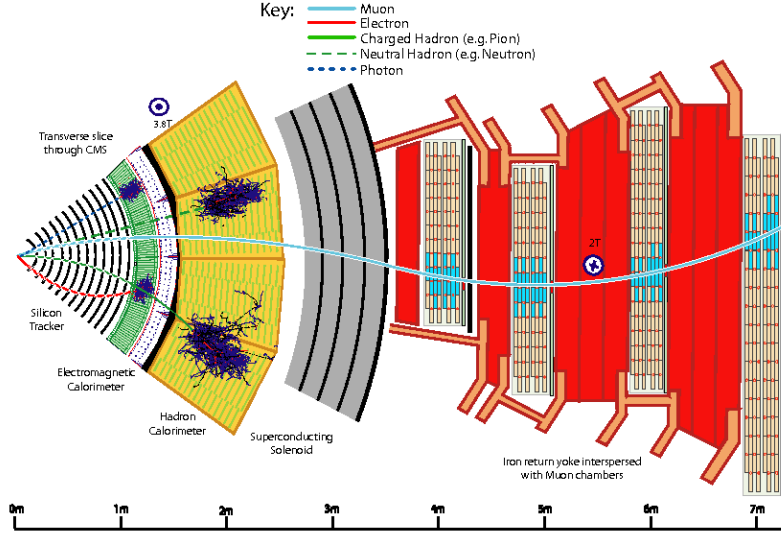 Key:
Muon
Electron
Charged Hadron (e.g. Pion)
Neutral Hadron (e.g. Neutron)
Photon
3.8T
Transverse slice
through CMS
2T
Silicon
Tracker
Electromagnetic
Calorimeter
Hadron
Calorimeter
Superconducting
Solenoid
Iron return yoke interspersed
with Muon chambers
0m
1m
2m
3m
4m
5m
6m
7m